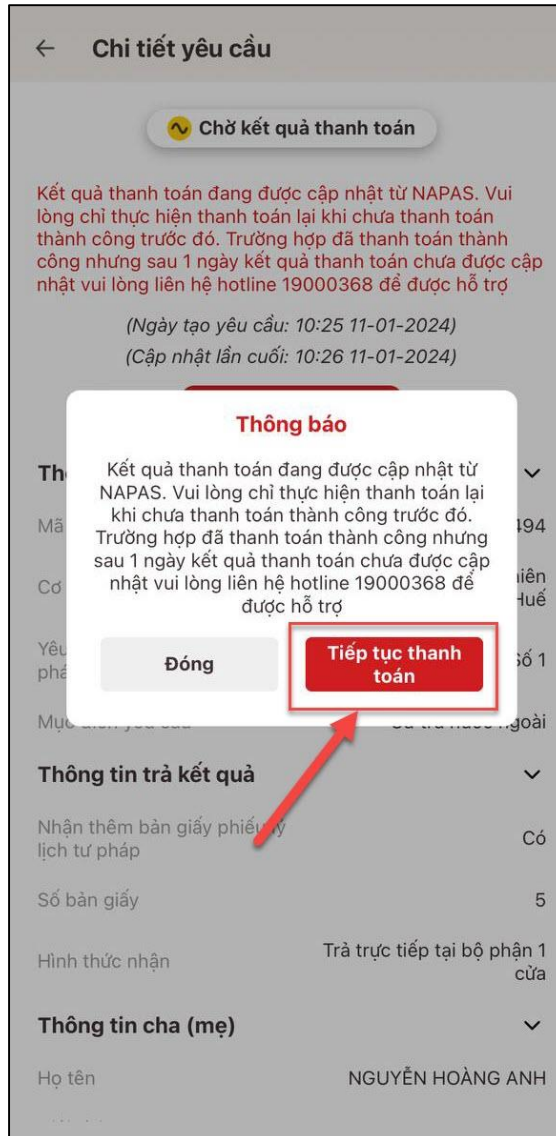 Chi tiết yêu cầu
Chờ kết quả thanh toán
Kết quả thanh toán đang được cập nhật từ NAPAS. Vui
lòng chỉ thực hiện thanh toán lại khi chưa thanh toán
thành công trước đó. Trường hợp đã thanh toán thành
công nhưng sau 1 ngày kết quả thanh toán chưa được cập
nhật vui lòng liên hệ hotline 19000368 để được hỗ trợ
(Ngày tạo yêu cầu: 10:25 11-01-2024)
(Cập nhật lần cuối: 10:26 11-01-2024)
Thông báo
Kết quả thanh toán đang được cập nhật từ
NAPAS. Vui lòng chỉ thực hiện thanh toán lại
khi chưa thanh toán thành công trước đó.
Trường hợp đã thanh toán thành công nhưng
sau 1 ngày kết quả thanh toán chưa được cập
nhật vui lòng liên hệ hotline 19000368 để
được hỗ trợ
Đóng
Tiếp tục thanh
toán
Mã
494
Cơ
Huế
Yêu
số 1
Thông tin trả kết quả
Nhận thêm bản giấy phiếu lý
lịch tư pháp
Có
Số bản giấy
5
Hình thức nhận
Trả trực tiếp tại bộ phận 1
cửa
Thông tin cha (mẹ)
Họ tên
NGUYỄN HOÀNG ANH